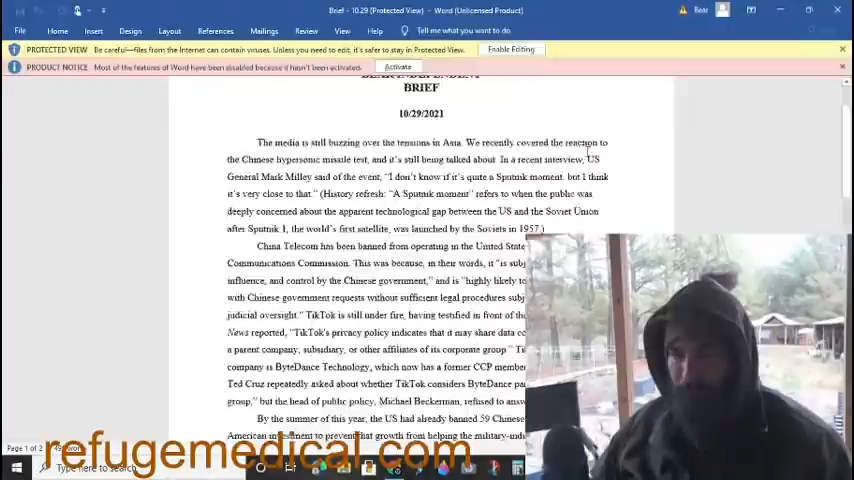 Brief - 10.29 (Protected View) - Word (Unlicensed Product)
Bear
File Home Insert Draw Design Layout References Mailings Review View Help Tell me what you want to do
PROTECTED VIEW Be careful—files from the Internet can contain viruses. Unless you need to edit, it's safer to stay in Protected View. Enable Editing
PRODUCT NOTICE Most of the features of Word have been disabled because it hasn't been activated. Activate
BRIEF
10/29/2021
The media is still buzzing over the tensions in Asia. We recently covered the reaction to
the Chinese hypersonic missile test, and it's still being talked about. In a recent interview, US
General Mark Milley said of the event, "I don't know if it's quite a Sputnik moment, but I think
it's very close to that." (History refresh: "A Sputnik moment" refers to when the public was
deeply concerned about the apparent technological gap between the US and the Soviet Union
after Sputnik 1, the world's first satellite, was launched by the Soviets in 1957.)
China Telecom has been banned from operating in the United State
Communications Commission. This was because, in their words, it "is subj
influence, and control by the Chinese government," and is "highly likely to
with Chinese government requests without sufficient legal procedures subj
judicial oversight." TikTok is still under fire, having testified in front of the
News reported, "TikTok's privacy policy indicates that it may share data co
a parent company, subsidiary, or other affiliates of its corporate group." Ti
company is ByteDance Technology, which now has a former CCP membe
Ted Cruz repeatedly asked about whether TikTok considers ByteDance pa
group," but the head of public policy, Michael Beckerman, refused to answ
By the summer of this year, the US had already banned 59 Chinese
American investment to prevent that growth from helping the military-indu
Page 1 of 2
refugemedical.com
Type here to search